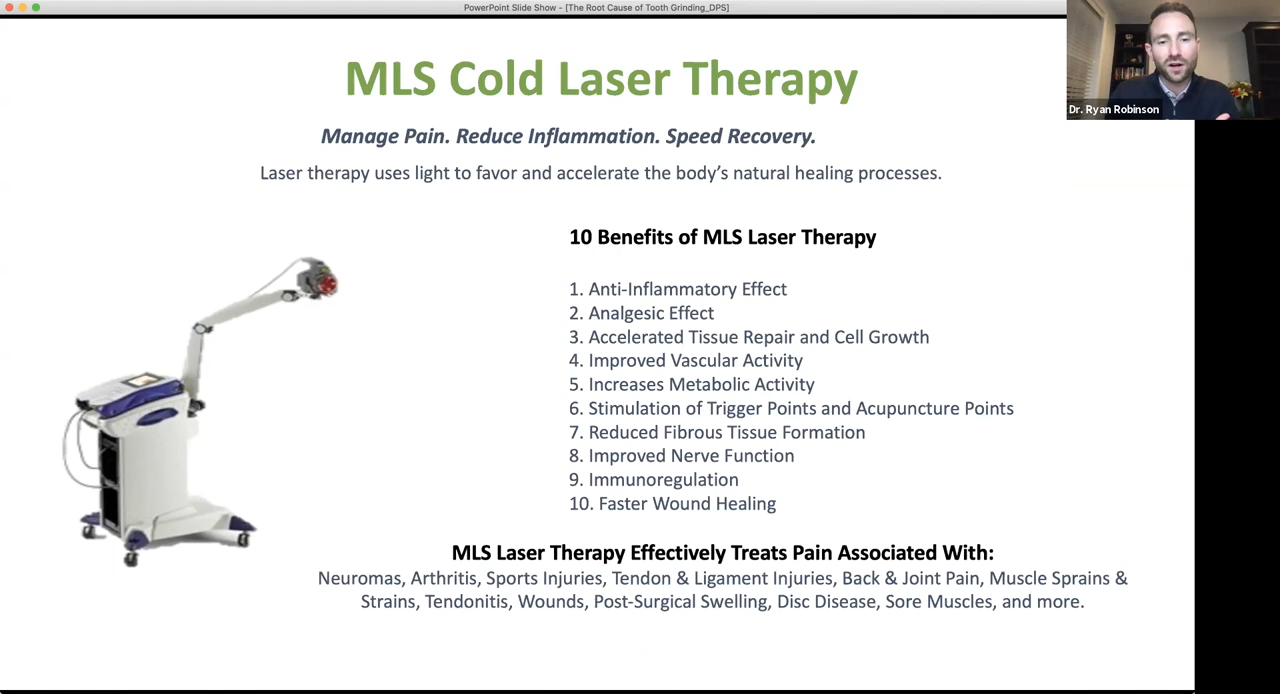 PowerPoint Slide Show - [The Root Cause of Tooth Grinding_DPS]
Dr. Ryan Robinson
MLS Cold Laser Therapy
Manage Pain. Reduce Inflammation. Speed Recovery.
Laser therapy uses light to favor and accelerate the body’s natural healing processes.
10 Benefits of MLS Laser Therapy
1. Anti-Inflammatory Effect
2. Analgesic Effect
3. Accelerated Tissue Repair and Cell Growth
4. Improved Vascular Activity
5. Increases Metabolic Activity
6. Stimulation of Trigger Points and Acupuncture Points
7. Reduced Fibrous Tissue Formation
8. Improved Nerve Function
9. Immunoregulation
10. Faster Wound Healing
MLS Laser Therapy Effectively Treats Pain Associated With:
Neuromas, Arthritis, Sports Injuries, Tendon & Ligament Injuries, Back & Joint Pain, Muscle Sprains &
Strains, Tendonitis, Wounds, Post-Surgical Swelling, Disc Disease, Sore Muscles, and more.